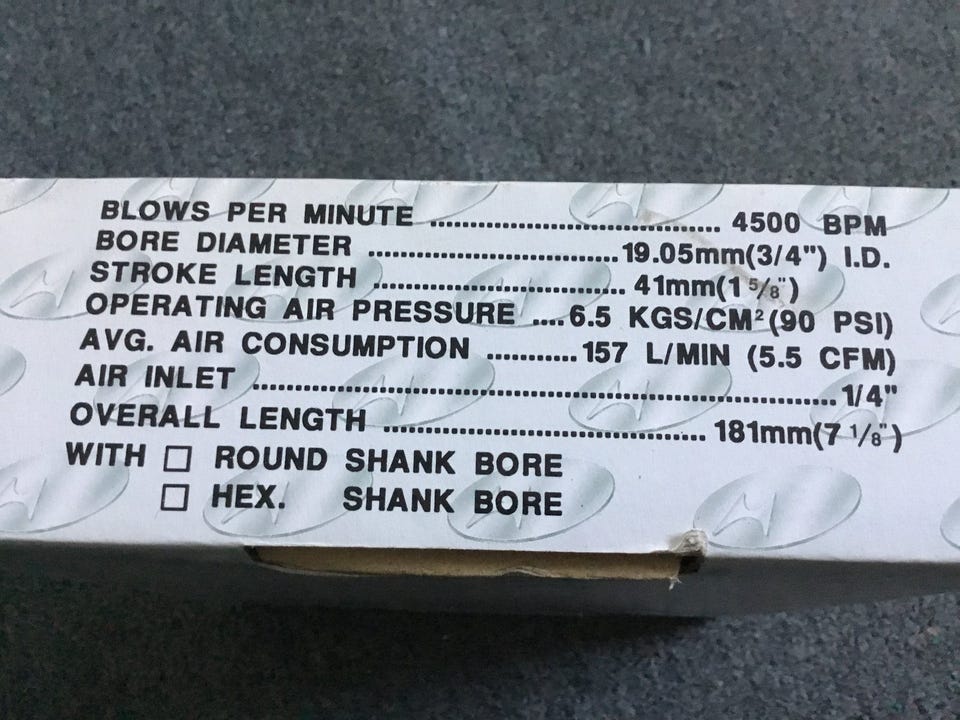 BLOWS PER MINUTE .................................... 4500 BPM
BORE DIAMETER ................................ 19.05mm(3/4") I.D.
STROKE LENGTH ................................ 41mm(1 5/8")
OPERATING AIR PRESSURE .... 6.5 KGS/CM²(90 PSI)
AVG. AIR CONSUMPTION ........... 157 L/MIN (5.5 CFM)
AIR INLET ........................................................................ 1/4"
OVERALL LENGTH ........................................ 181mm(7 1/8")
WITH □ ROUND SHANK BORE
□ HEX. SHANK BORE